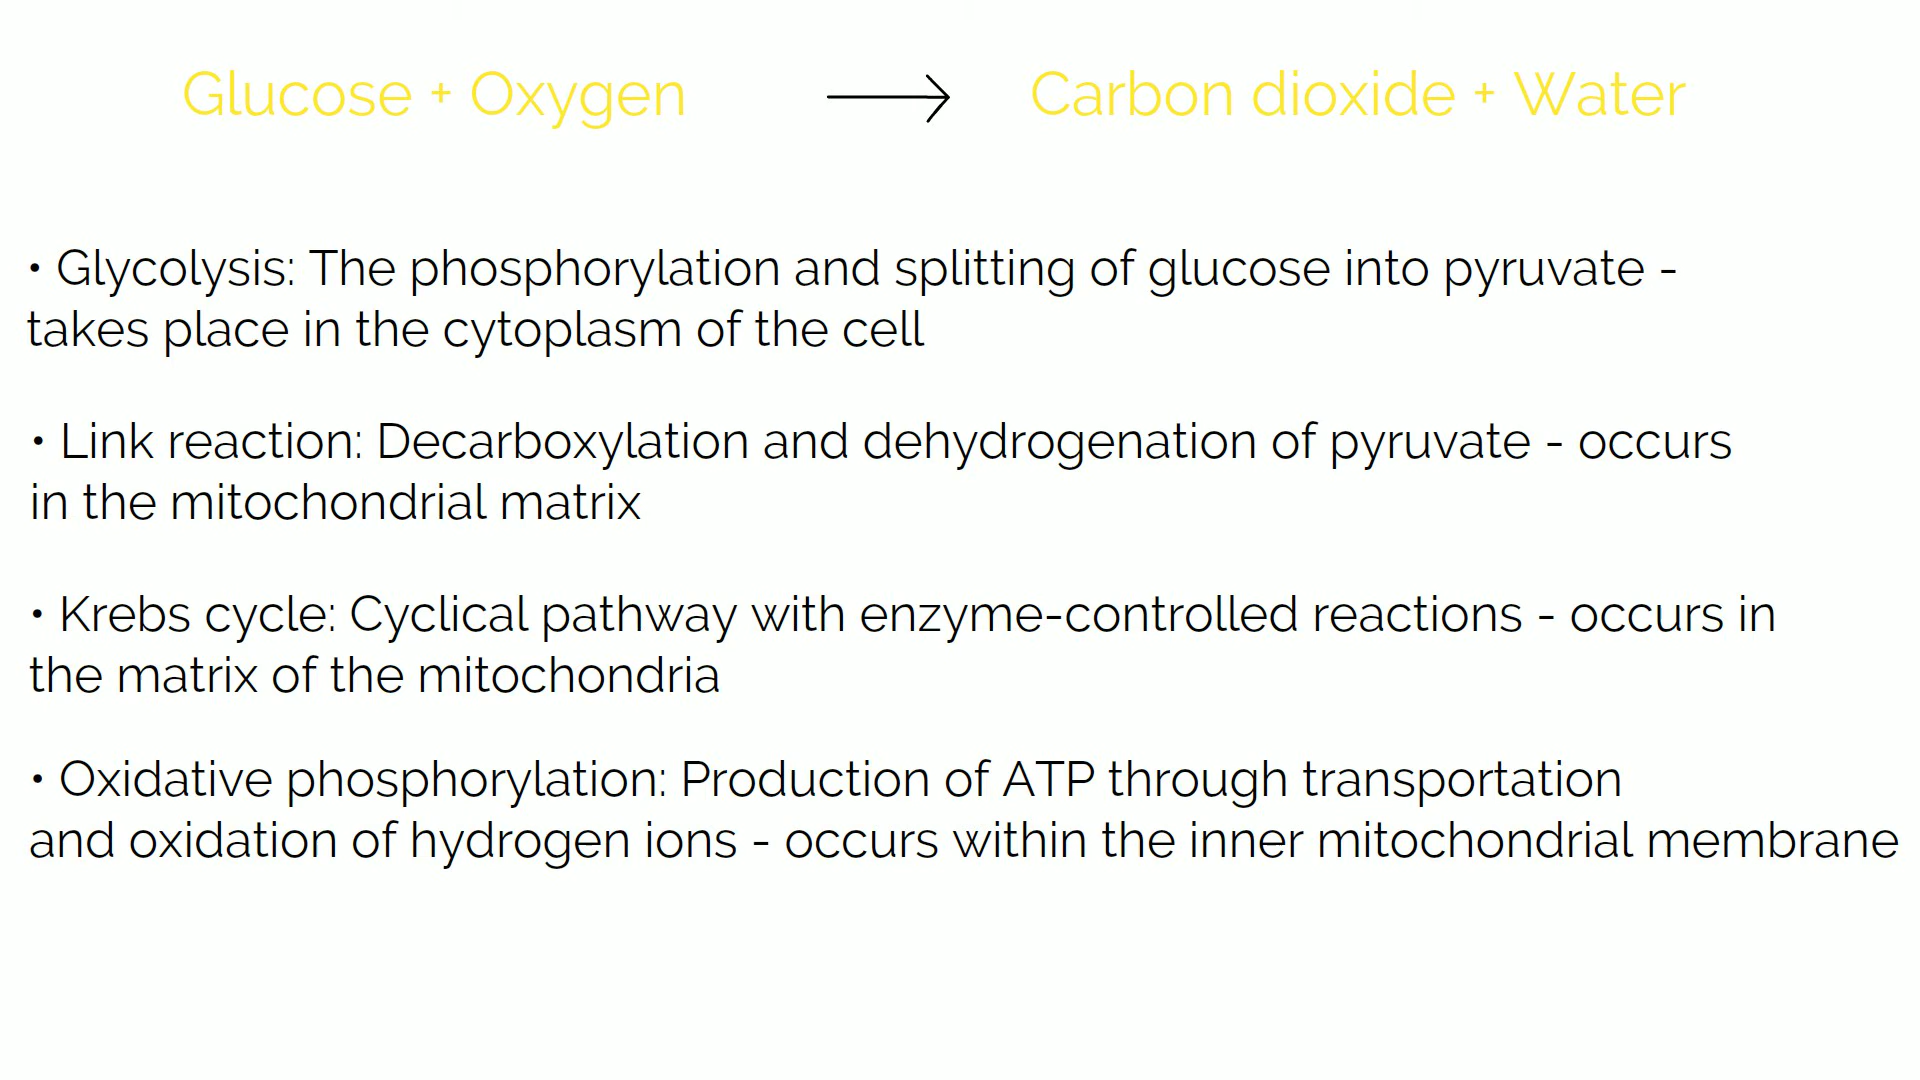 Glucose + Oxygen → Carbon dioxide + Water
• Glycolysis: The phosphorylation and splitting of glucose into pyruvate -
takes place in the cytoplasm of the cell
• Link reaction: Decarboxylation and dehydrogenation of pyruvate - occurs
in the mitochondrial matrix
• Krebs cycle: Cyclical pathway with enzyme-controlled reactions - occurs in
the matrix of the mitochondria
• Oxidative phosphorylation: Production of ATP through transportation
and oxidation of hydrogen ions - occurs within the inner mitochondrial membrane